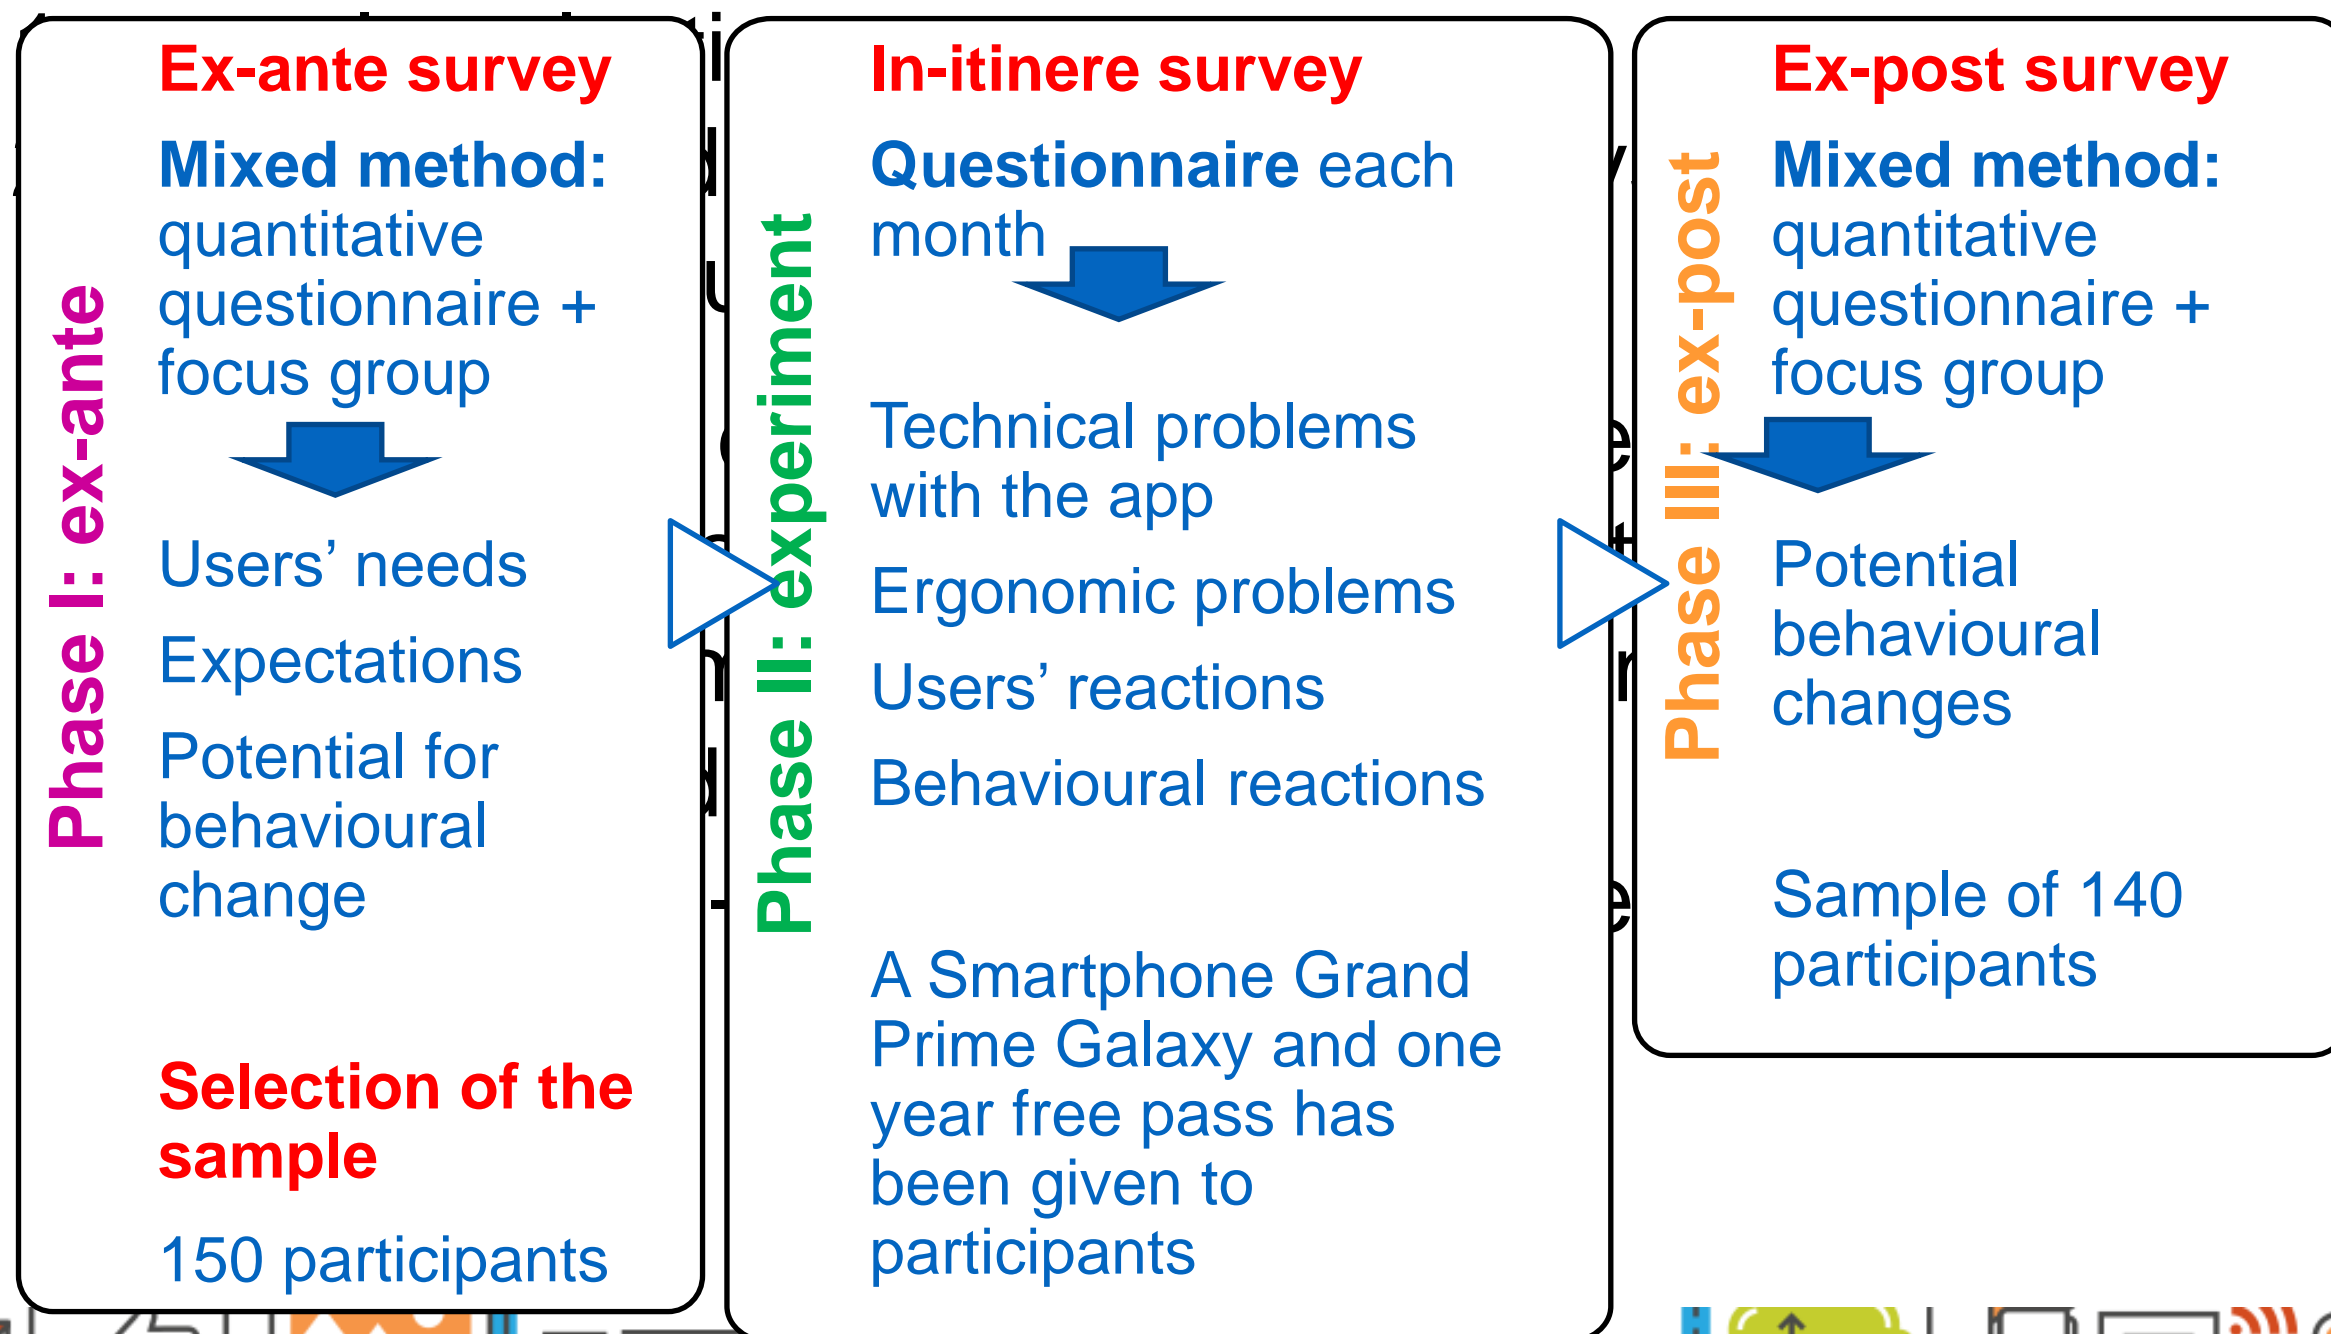 Phase I: ex-ante
Ex-ante survey
Mixed method:
quantitative
questionnaire +
focus group
Users’ needs
Expectations
Potential for
behavioural
change
Selection of the
sample
150 participants
Phase II: experiment
In-itinere survey
Questionnaire each
month
Technical problems
with the app
Ergonomic problems
Users’ reactions
Behavioural reactions
A Smartphone Grand
Prime Galaxy and one
year free pass has
been given to
participants
Phase III: ex-post
Ex-post survey
Mixed method:
quantitative
questionnaire +
focus group
Potential
behavioural
changes
Sample of 140
participants